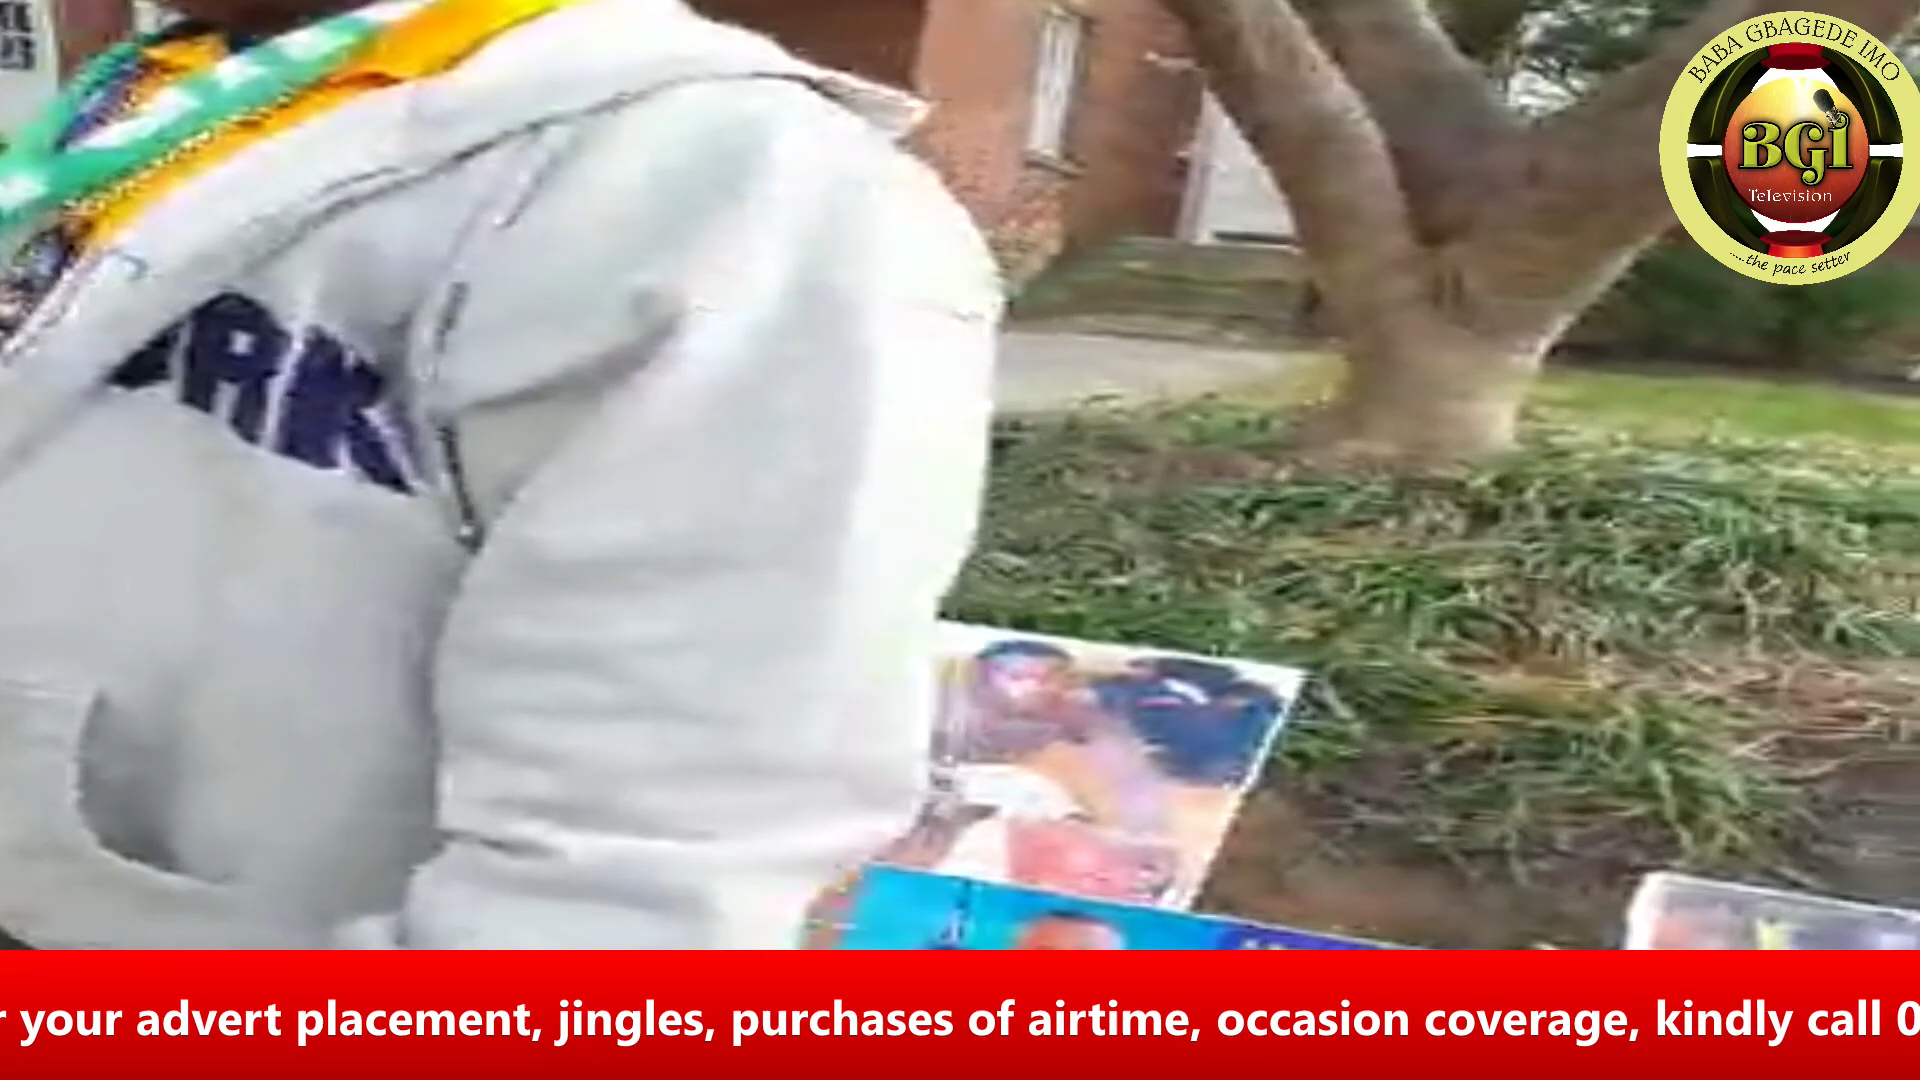 BABA GBAGEDE IMO
BGI
Television
....the pace setter
RK
r your advert placement, jingles, purchases of airtime, occasion coverage, kindly call 0